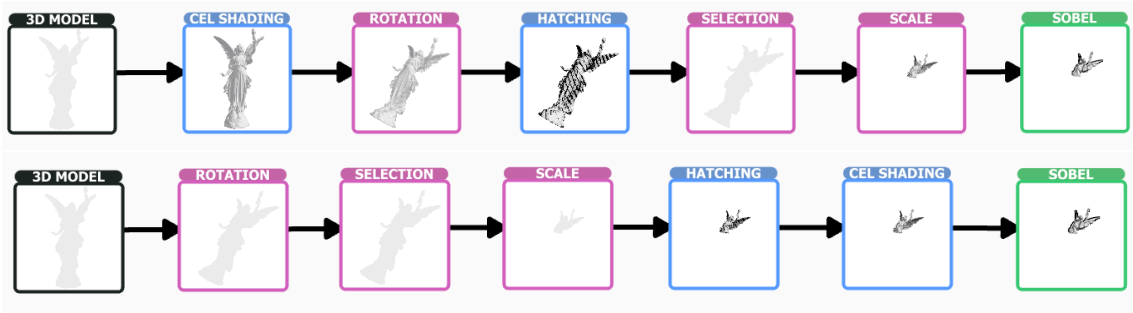 3D MODEL
CEL SHADING
ROTATION
HATCHING
SELECTION
SCALE
SOBEL
3D MODEL
ROTATION
SELECTION
SCALE
HATCHING
CEL SHADING
SOBEL